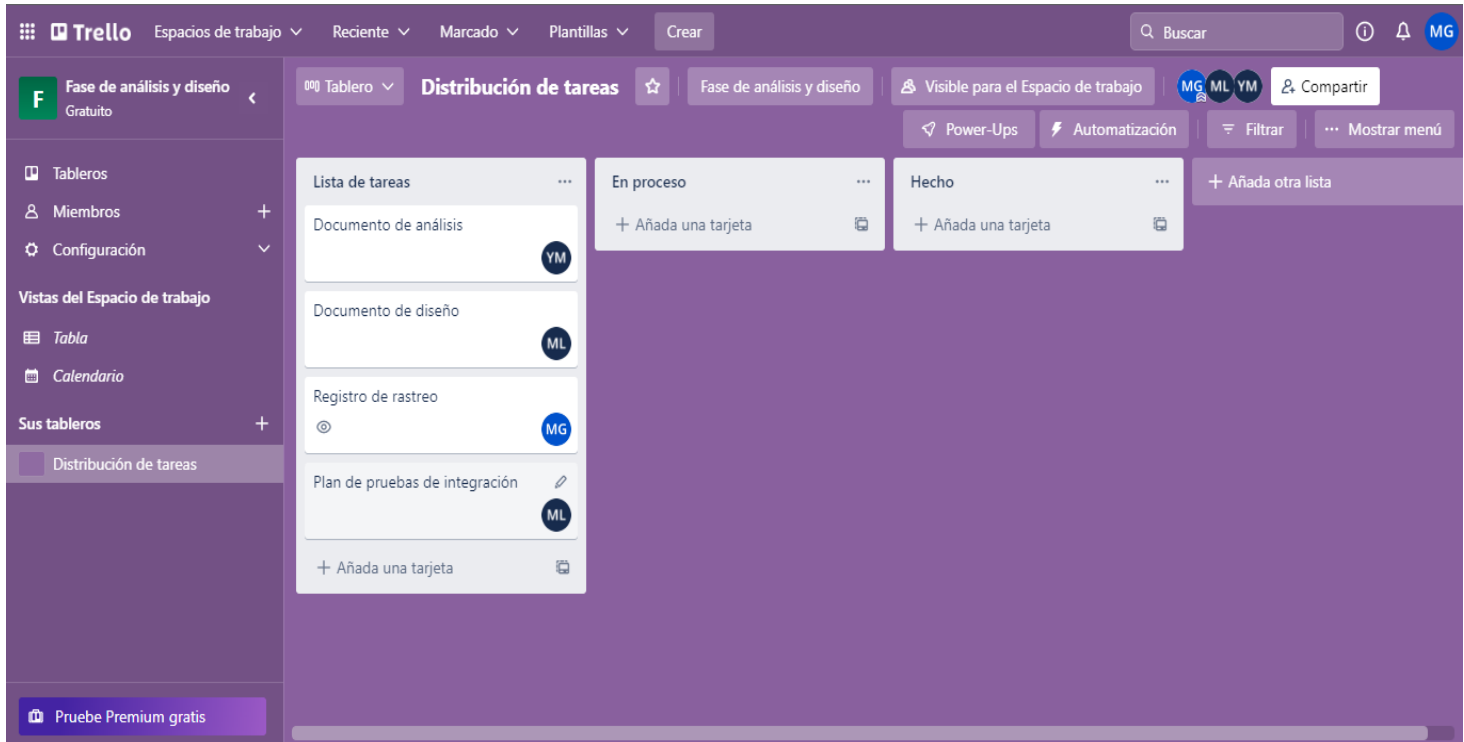 Trello
Espacios de trabajo
Reciente
Marcado
Plantillas
Crear
Buscar
MG
F
Fase de análisis y diseño
Gratuito
Tableros
Miembros
Configuración
Vistas del Espacio de trabajo
Tabla
Calendario
Sus tableros
Distribución de tareas
Pruebe Premium gratis
Tablero
Distribución de tareas
Fase de análisis y diseño
Visible para el Espacio de trabajo
MG
ML
YM
Compartir
Power-Ups
Automatización
Filtrar
Mostrar menú
Lista de tareas
Documento de análisis
YM
Documento de diseño
ML
Registro de rastreo
MG
Plan de pruebas de integración
ML
+ Añada una tarjeta
En proceso
+ Añada una tarjeta
Hecho
+ Añada una tarjeta
+ Añada otra lista